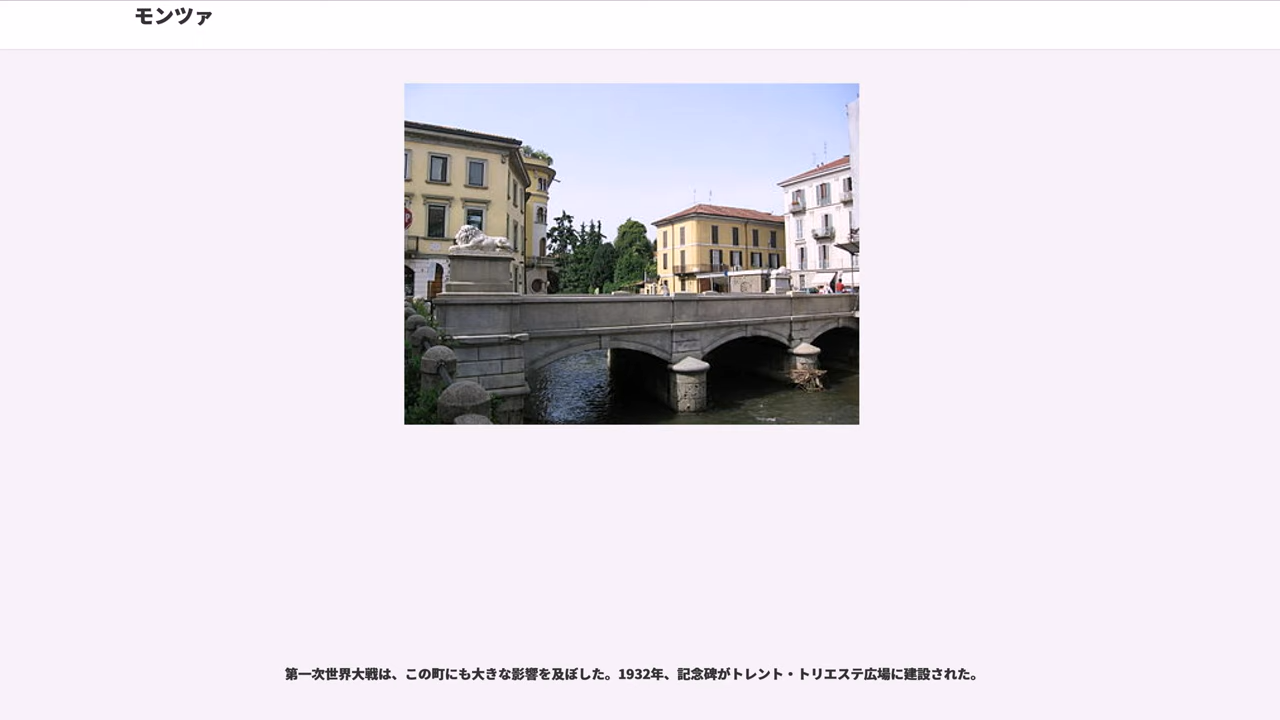 モンツァ
第一次世界大戦は、この町にも大きな影響を及ぼした。1932年、記念碑がトレント・トリエステ広場に建設された。